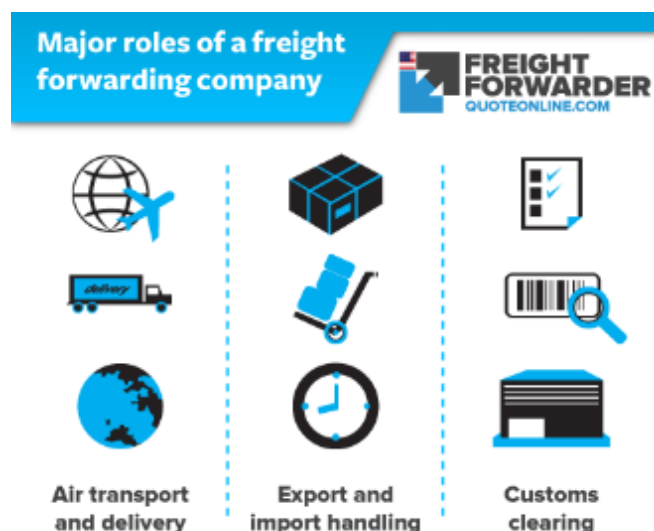 Major roles of a freight
forwarding company
FREIGHT
FORWARDER
QUOTEONLINE.COM
delivery
Air transport
and delivery
Export and
import handling
Customs
clearing